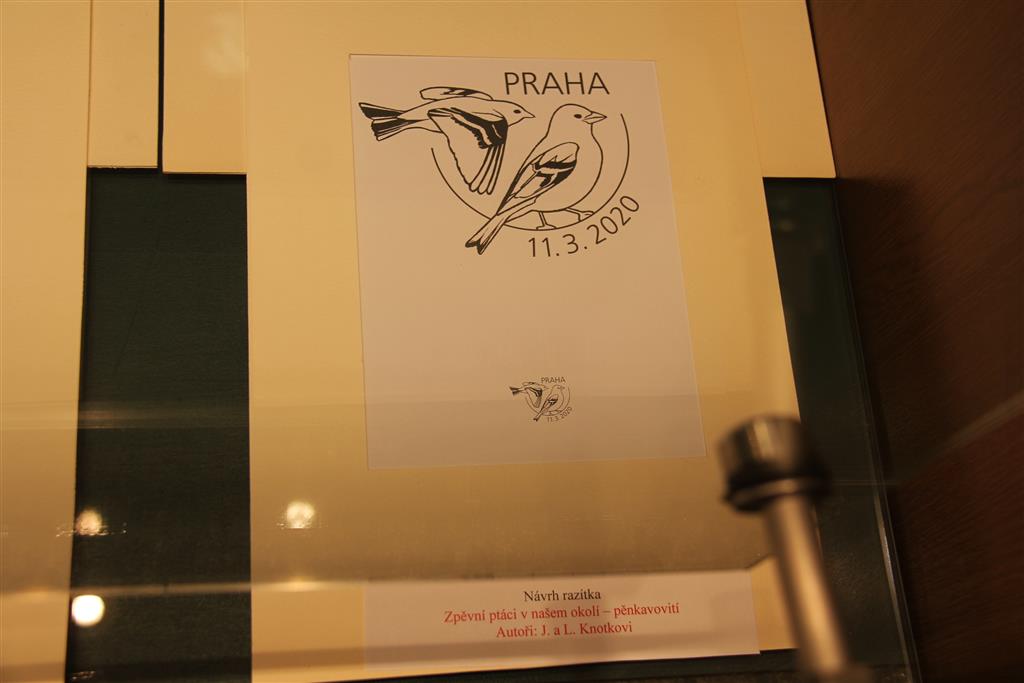 PRAHA
11.3.2020
PRAHA
11.3.2020
Návrh razítka
Zpěvní ptáci v našem okolí – pěnkavovití
Autoři: J. a L. Knotkovi